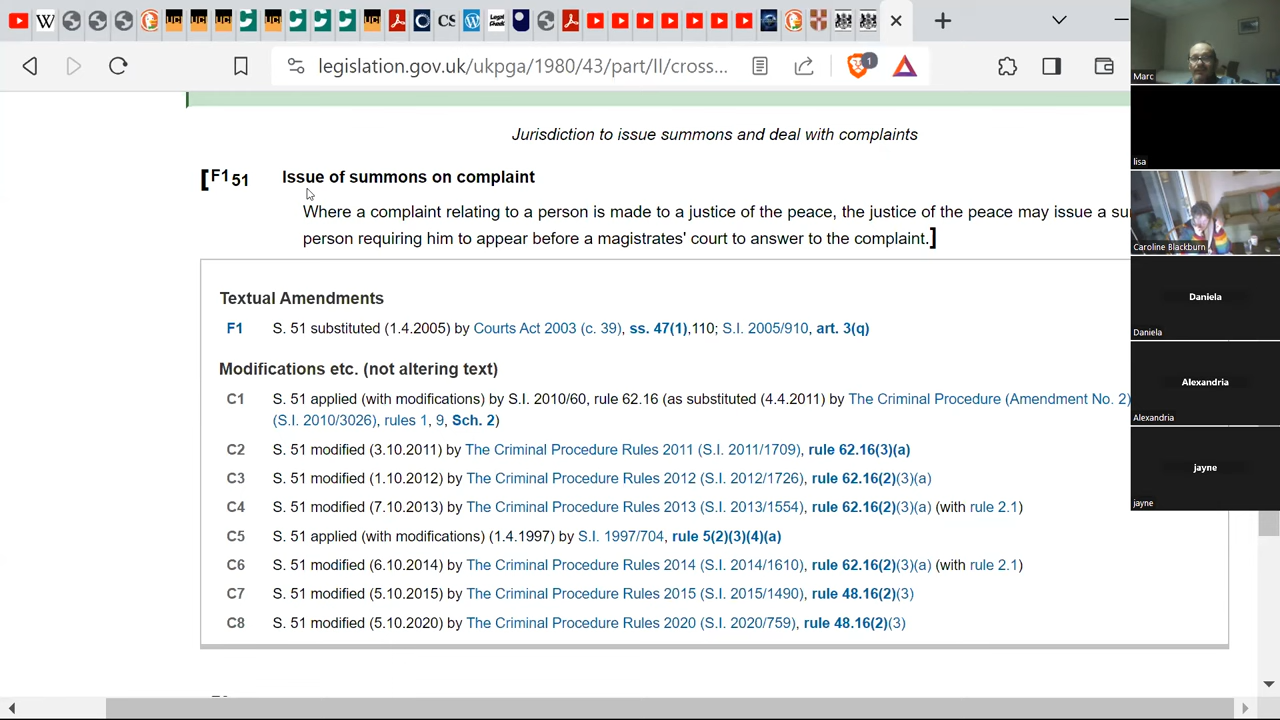 legislation.gov.uk/ukpga/1980/43/part/II/cross...
1
Jurisdiction to issue summons and deal with complaints
[F1 51 Issue of summons on complaint
Where a complaint relating to a person is made to a justice of the peace, the justice of the peace may issue a
person requiring him to appear before a magistrates' court to answer to the complaint.]
Textual Amendments
F1 S. 51 substituted (1.4.2005) by Courts Act 2003 (c. 39), ss. 47(1),110; S.I. 2005/910, art. 3(q)
Modifications etc. (not altering text)
C1 S. 51 applied (with modifications) by S.I. 2010/60, rule 62.16 (as substituted (4.4.2011) by The Criminal Procedure (Amendment No. 2)
(S.I. 2010/3026), rules 1, 9, Sch. 2)
C2 S. 51 modified (3.10.2011) by The Criminal Procedure Rules 2011 (S.I. 2011/1709), rule 62.16(3)(a)
C3 S. 51 modified (1.10.2012) by The Criminal Procedure Rules 2012 (S.I. 2012/1726), rule 62.16(2)(3)(a)
C4 S. 51 modified (7.10.2013) by The Criminal Procedure Rules 2013 (S.I. 2013/1554), rule 62.16(2)(3)(a) (with rule 2.1)
C5 S. 51 applied (with modifications) (1.4.1997) by S.I. 1997/704, rule 5(2)(3)(4)(a)
C6 S. 51 modified (6.10.2014) by The Criminal Procedure Rules 2014 (S.I. 2014/1610), rule 62.16(2)(3)(a) (with rule 2.1)
C7 S. 51 modified (5.10.2015) by The Criminal Procedure Rules 2015 (S.I. 2015/1490), rule 48.16(2)(3)
C8 S. 51 modified (5.10.2020) by The Criminal Procedure Rules 2020 (S.I. 2020/759), rule 48.16(2)(3)
Marc
lisa
Caroline Blackburn
Daniela
Daniela
Alexandria
Alexandria
jayne
jayne